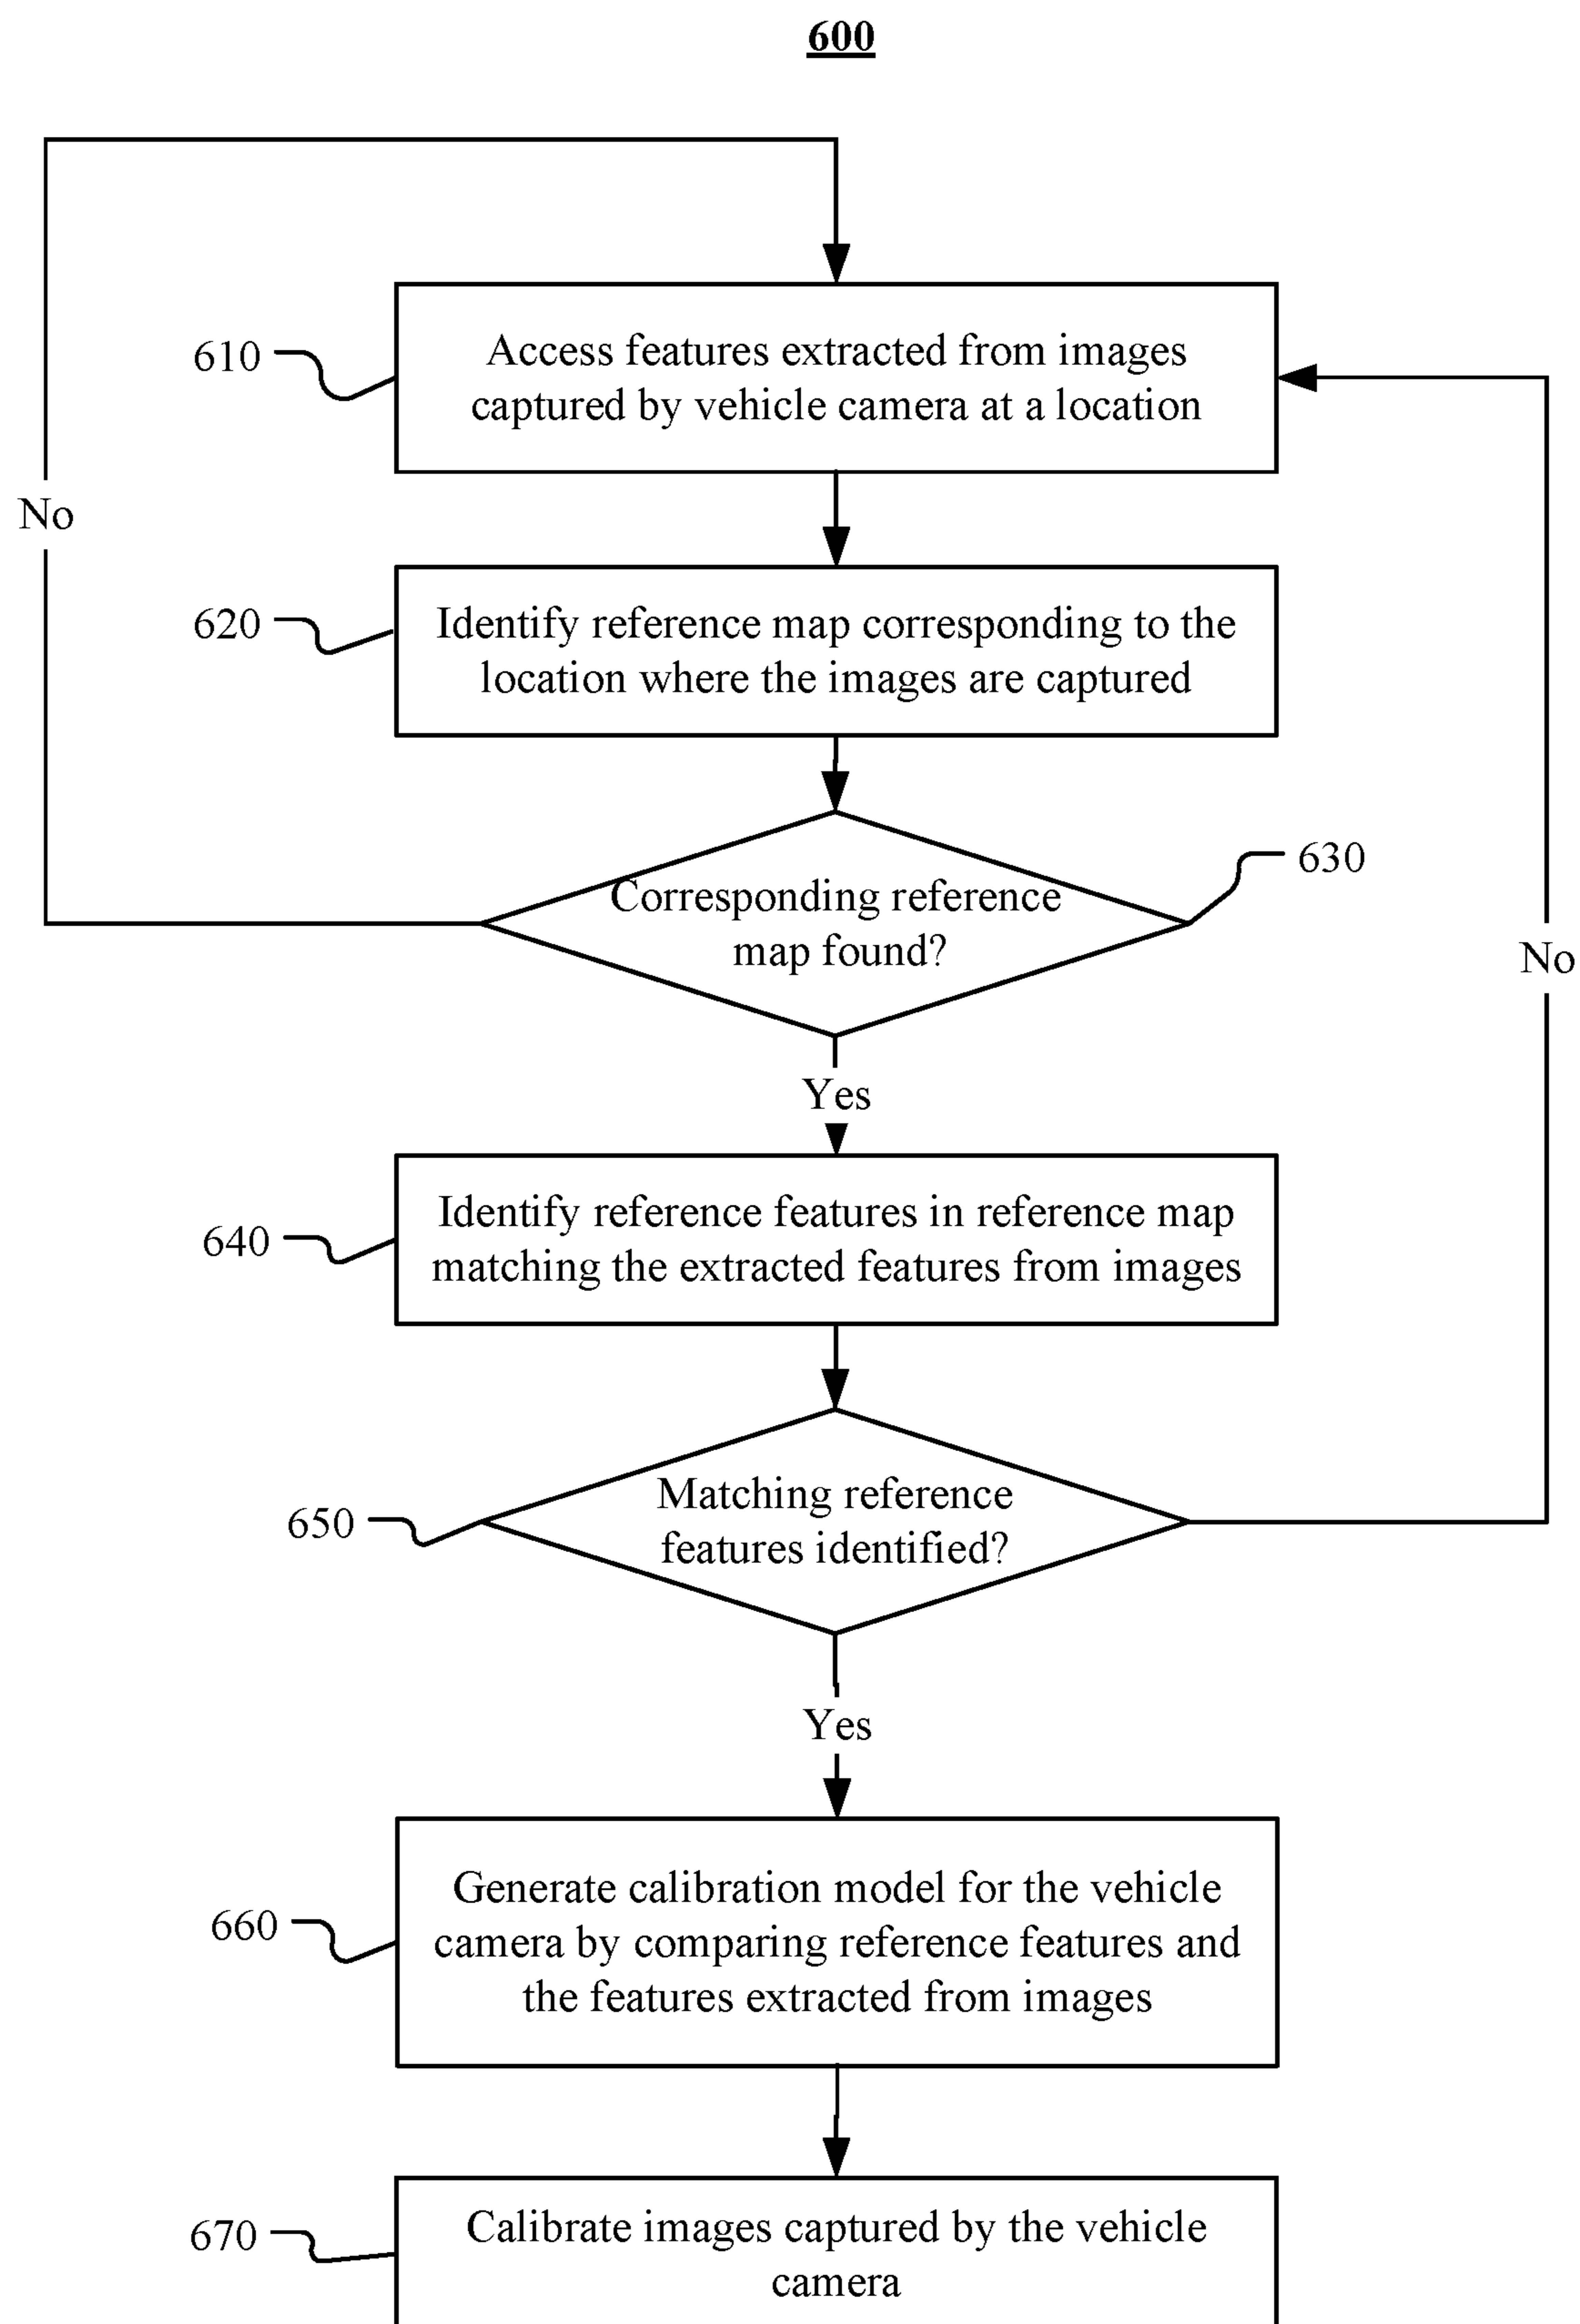 600
610
Access features extracted from images
captured by vehicle camera at a location
No
620
Identify reference map corresponding to the
location where the images are captured
630
Corresponding reference
map found?
No
Yes
640
Identify reference features in reference map
matching the extracted features from images
650
Matching reference
features identified?
Yes
660
Generate calibration model for the vehicle
camera by comparing reference features and
the features extracted from images
670
Calibrate images captured by the vehicle
camera